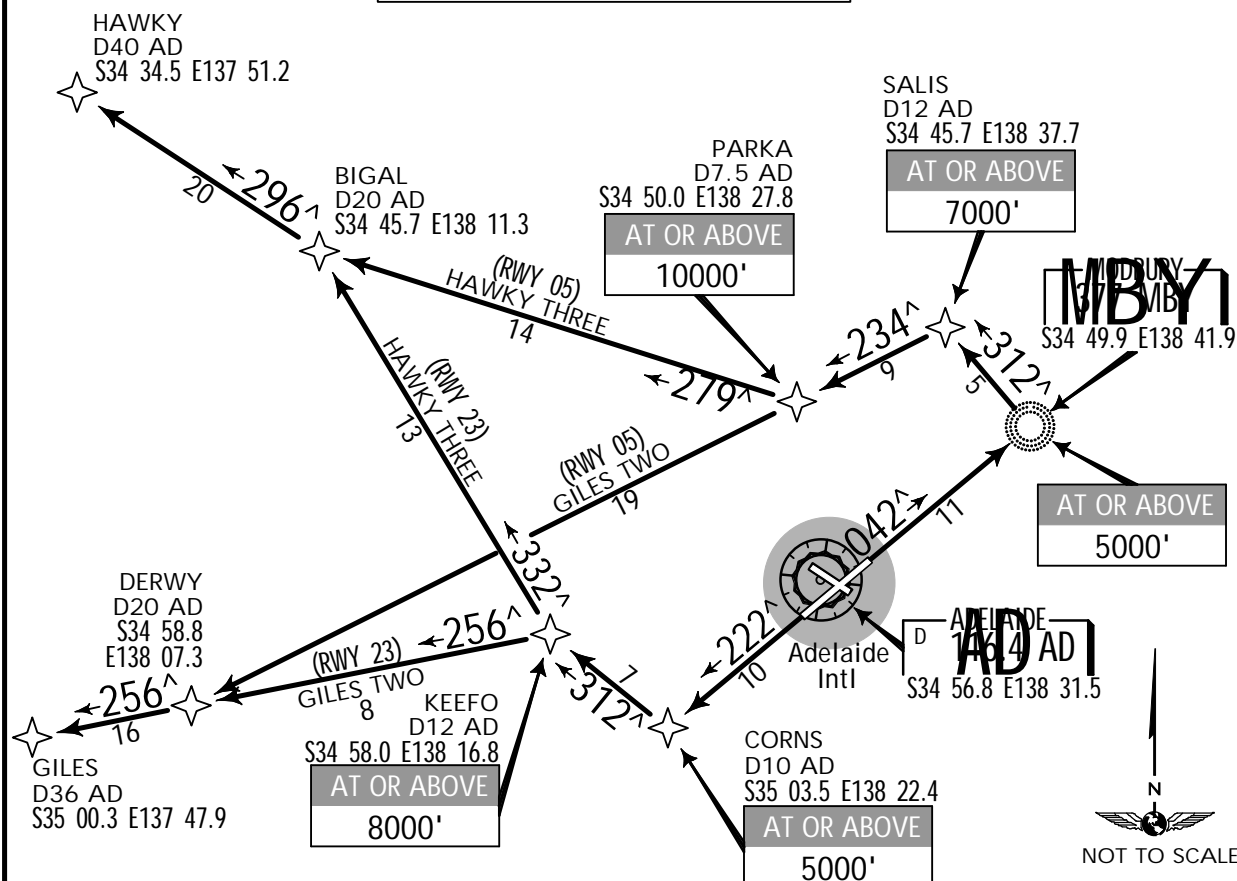 HAWKY
D40 AD
S34 34.5 E137 51.2
296^
20
BIGAL
D20 AD
S34 45.7 E138 11.3
PARKA
D7.5 AD
S34 50.0 E138 27.8
AT OR ABOVE
10000'
SALIS
D12 AD
S34 45.7 E138 37.7
AT OR ABOVE
7000'
MODBURY
MBY
S34 49.9 E138 41.9
(RWY 05)
HAWKY THREE
14
279^
234^
9
312^
5
AT OR ABOVE
5000'
(RWY 23)
HAWKY THREE
13
(RWY 05)
GILES TWO
19
332^
042^
11
DERWY
D20 AD
S34 58.8
E138 07.3
256^
(RWY 23)
GILES TWO
8
256^
16
GILES
D36 AD
S35 00.3 E137 47.9
KEEFO
D12 AD
S34 58.0 E138 16.8
AT OR ABOVE
8000'
312^
7
222^
10
Adelaide
Intl
D
ADELAIDE
AD
S34 56.8 E138 31.5
CORNS
D10 AD
S35 03.5 E138 22.4
AT OR ABOVE
5000'
N
NOT TO SCALE